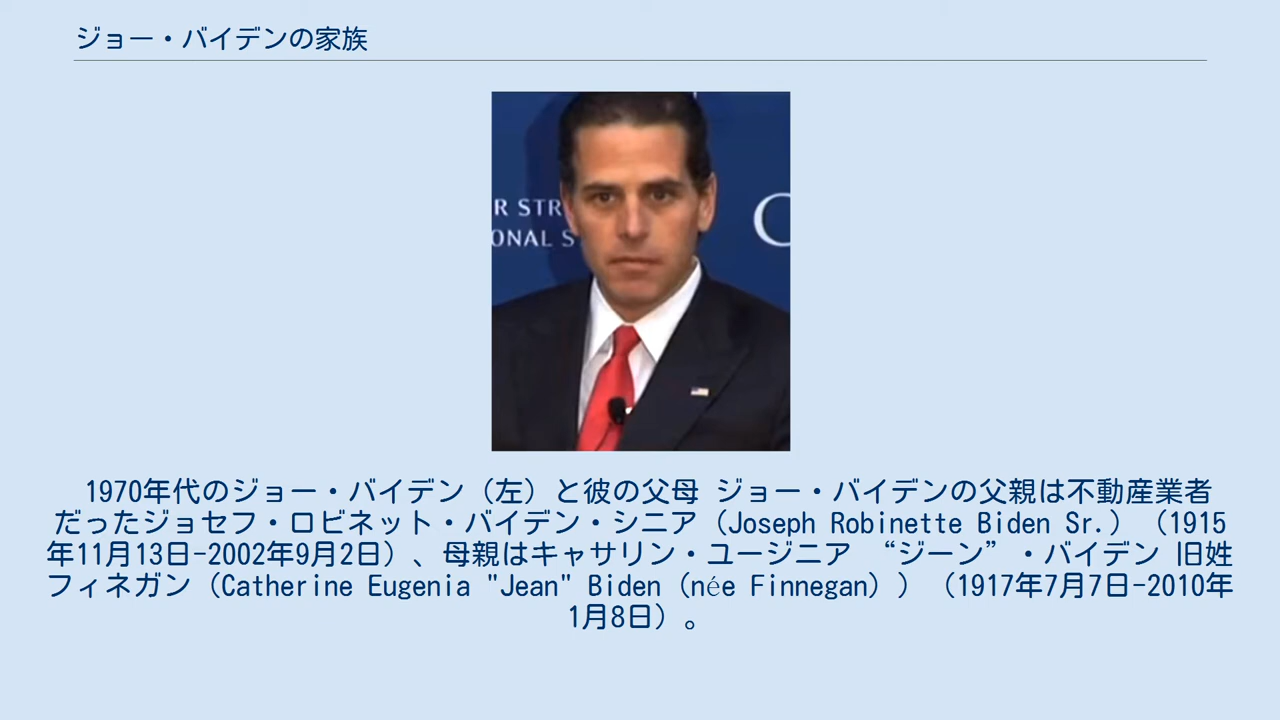 ジョー・バイデンの家族
R STR
ONAL S
C
1970年代のジョー・バイデン（左）と彼の父母 ジョー・バイデンの父親は不動産業者
だったジョセフ・ロビネット・バイデン・シニア（Joseph Robinette Biden Sr.）（1915
年11月13日-2002年9月2日）、母親はキャサリン・ユージニア “ジーン”・バイデン 旧姓
フィネガン（Catherine Eugenia "Jean" Biden（née Finnegan））（1917年7月7日-2010年
1月8日）。